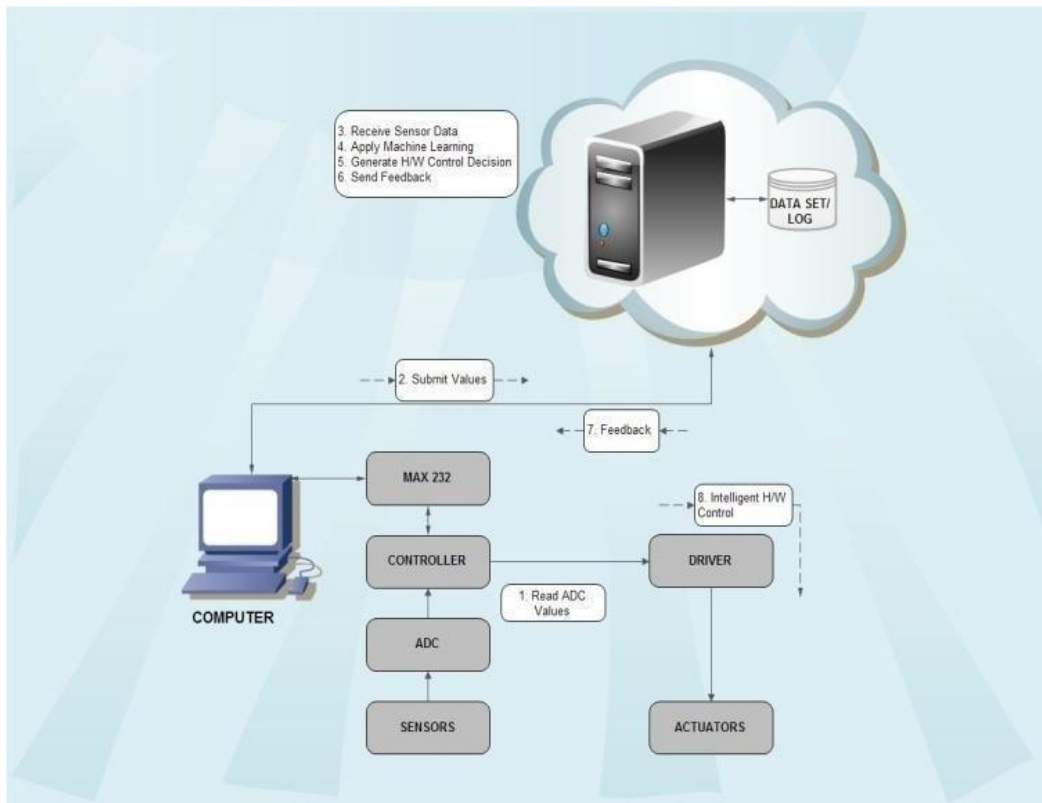 3. Receive Sensor Data
4. Apply Machine Learning
5. Generate H/W Control Decision
6. Send Feedback
DATA SET/
LOG
2. Submit Values
7. Feedback
MAX 232
8. Intelligent H/W
Control
CONTROLLER
DRIVER
1. Read ADC
Values
COMPUTER
ADC
SENSORS
ACTUATORS